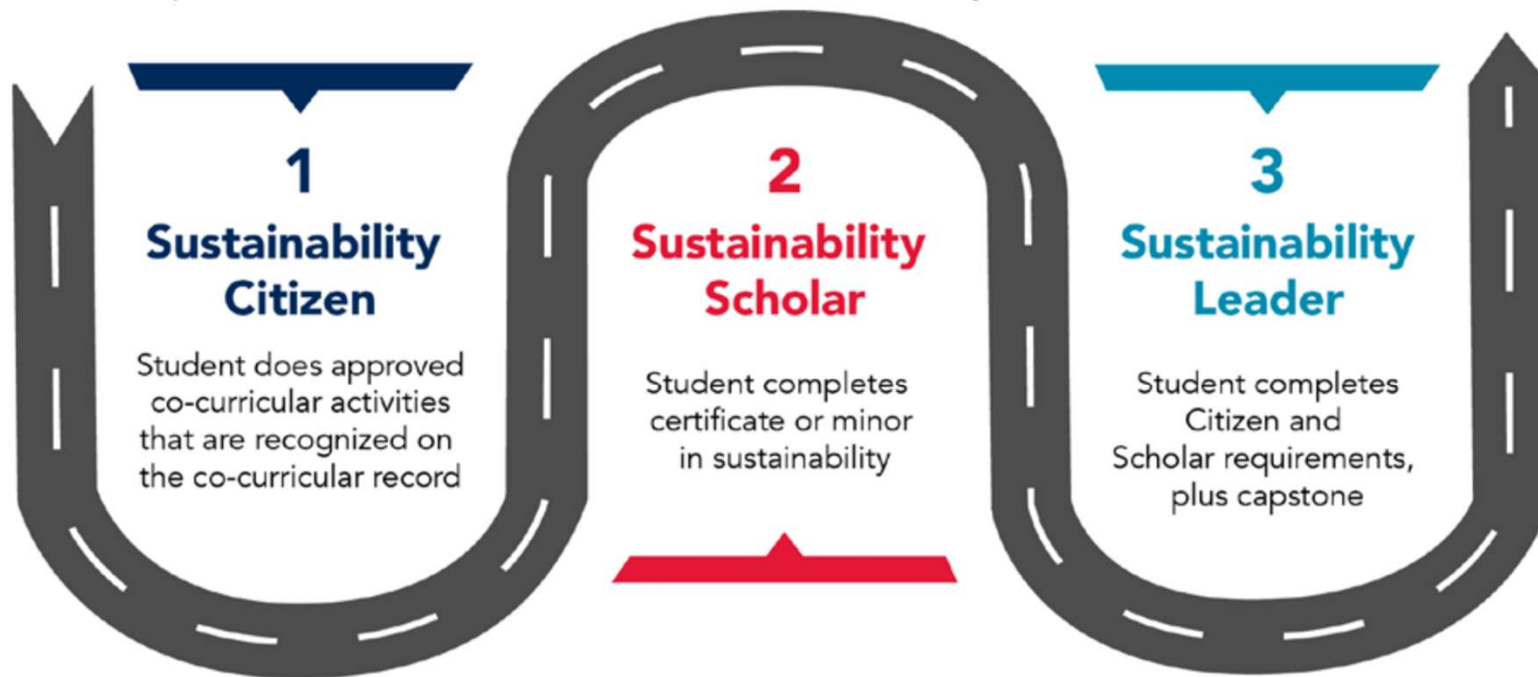 1
Sustainability
Citizen
Student does approved
co-curricular activities
that are recognized on
the co-curricular record
2
Sustainability
Scholar
Student completes
certificate or minor
in sustainability
3
Sustainability
Leader
Student completes
Citizen and
Scholar requirements,
plus capstone